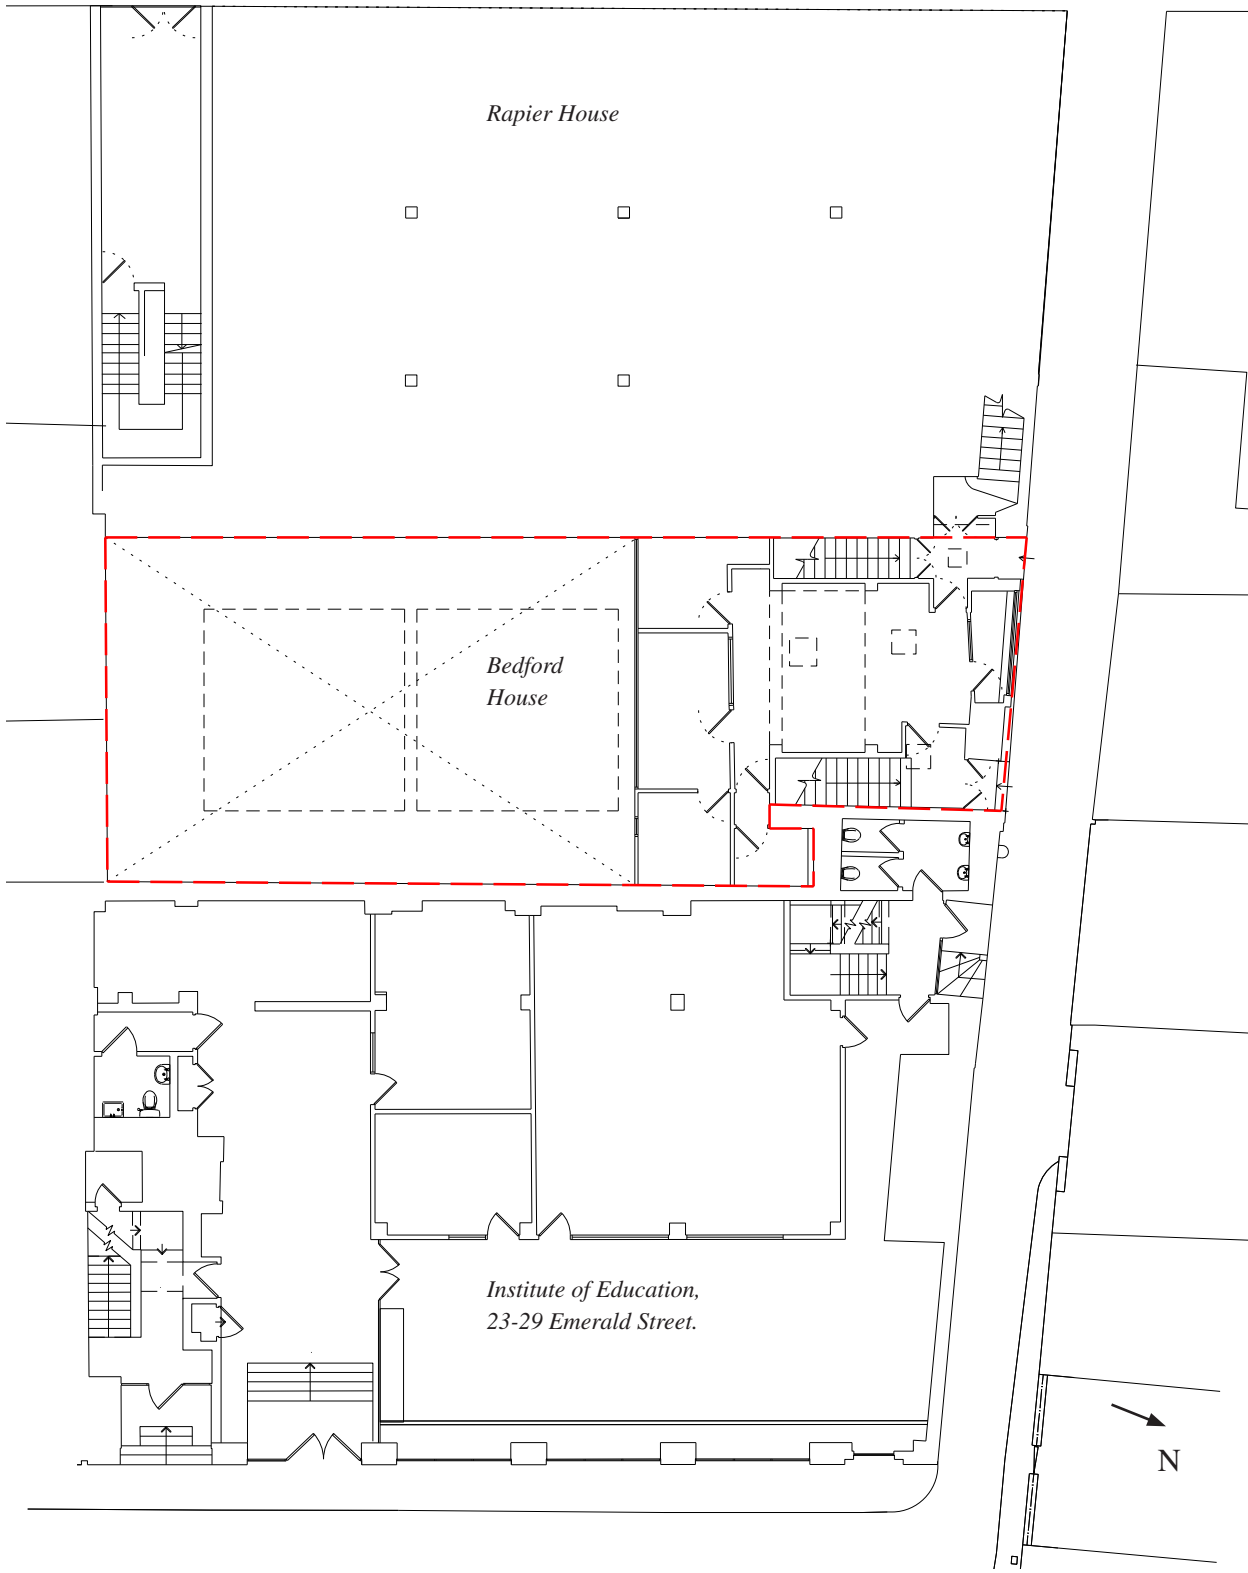 Rapier House
Bedford
House
Institute of Education,
23-29 Emerald Street.
N